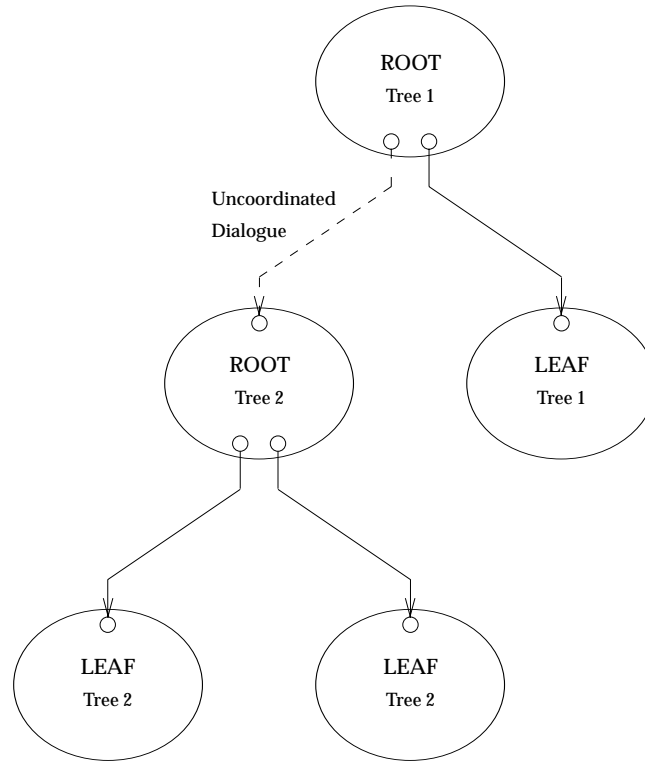 ROOT
Tree 1
Uncoordinated
Dialogue
ROOT
Tree 2
LEAF
Tree 1
LEAF
Tree 2
LEAF
Tree 2